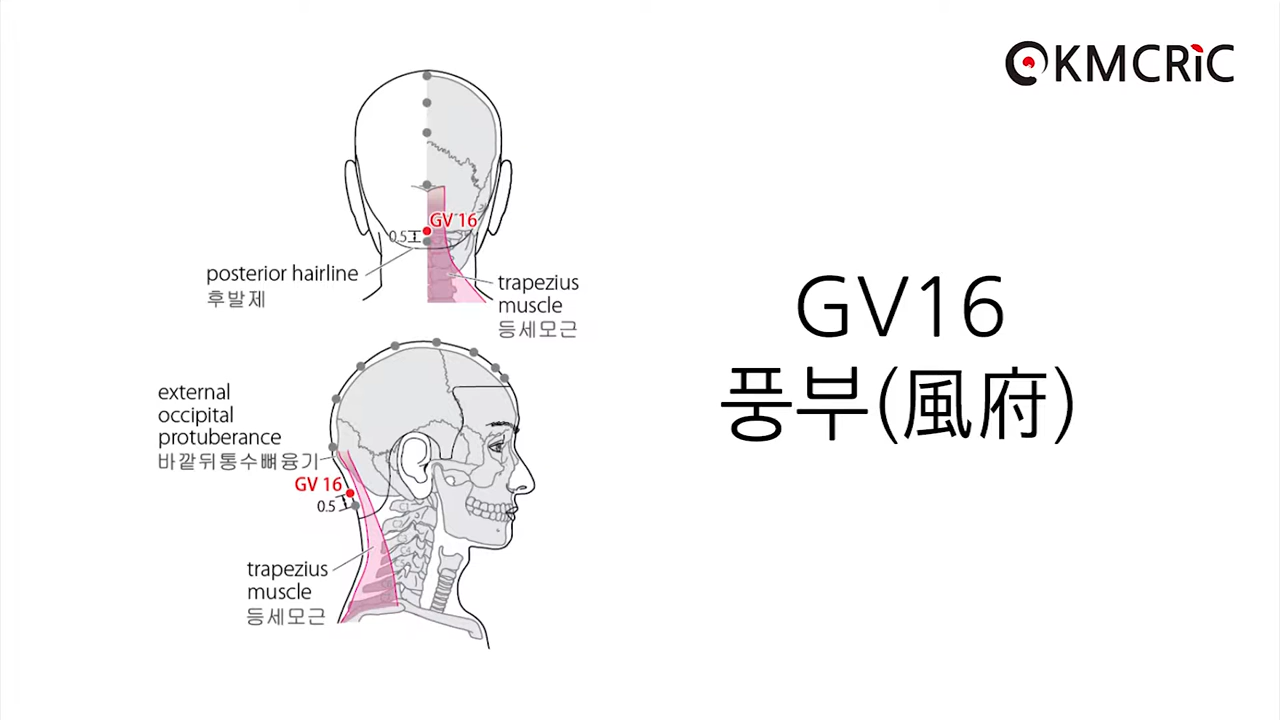 KMCRiC
GV 16
0.5
posterior hairline
후발제
trapezius
muscle
등세모근
external
occipital
protuberance
바깥뒤통수뼈융기
GV 16
0.5
trapezius
muscle
등세모근
GV16
풍부(風府)